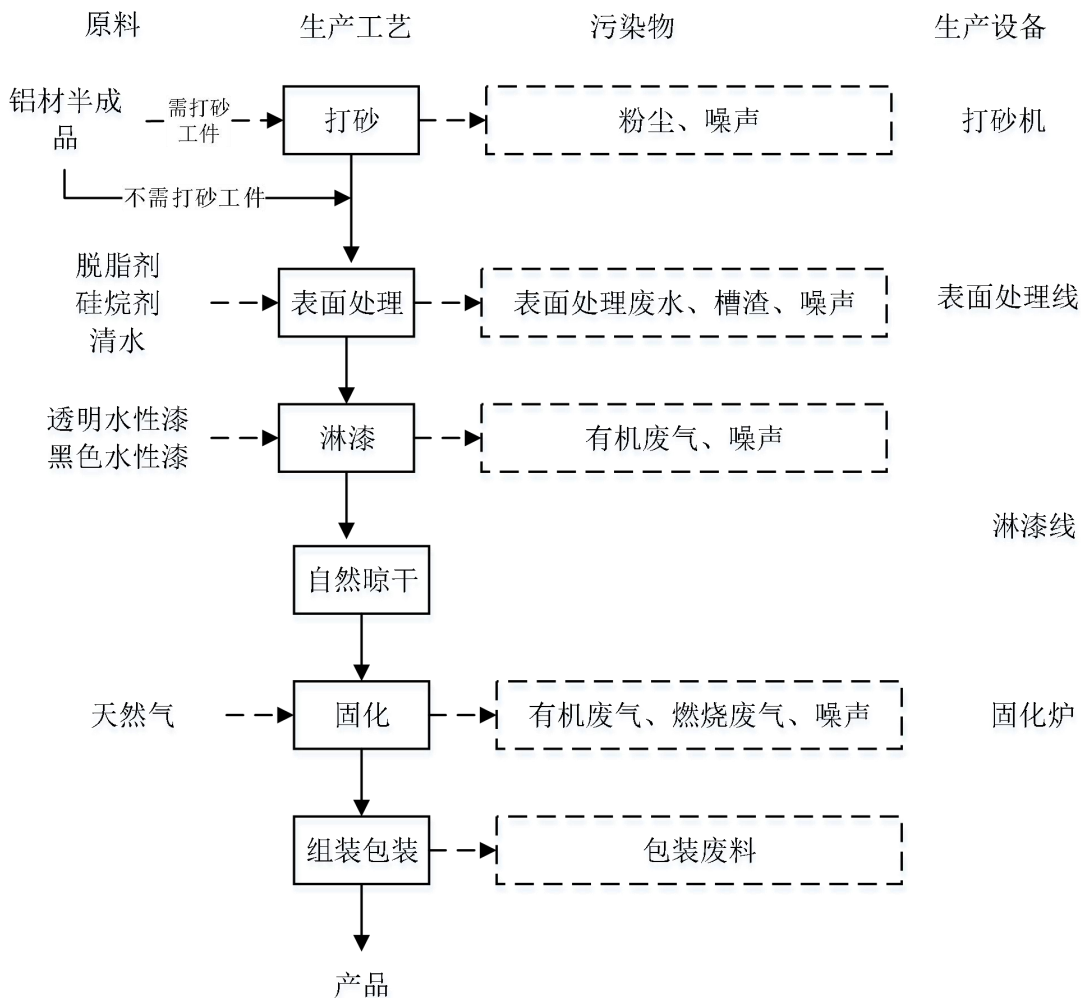 原料
生产工艺
污染物
生产设备
铝材半成
品
需打砂
工件
打砂
粉尘、噪声
打砂机
不需打砂工件
脱脂剂
硅烷剂
清水
表面处理
表面处理废水、槽渣、噪声
表面处理线
透明水性漆
黑色水性漆
淋漆
有机废气、噪声
淋漆线
自然晾干
天然气
固化
有机废气、燃烧废气、噪声
固化炉
组装包装
包装废料
产品